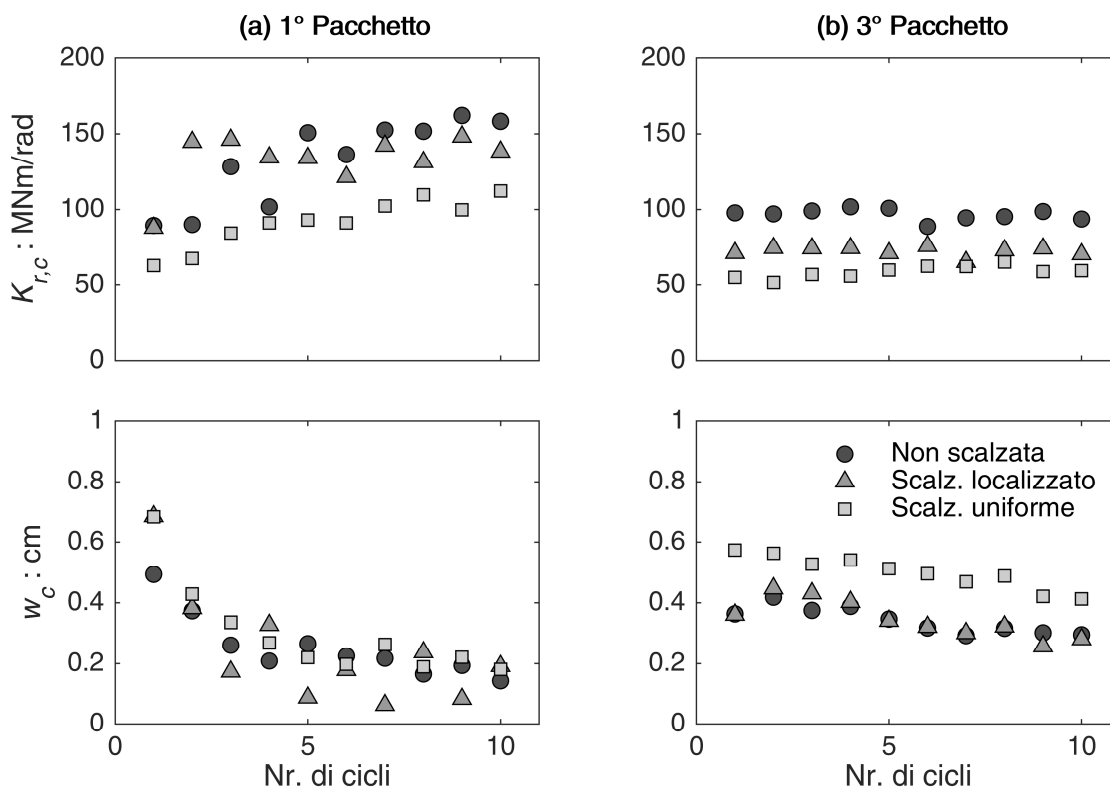 (a) 1° Pacchetto
(b) 3° Pacchetto
200
150
100
50
0
K_{r,c} : MNm/rad
200
150
100
50
0
1
0.8
0.6
0.4
0.2
0
w_c : cm
0 5 10
Nr. di cicli
1
0.8
0.6
0.4
0.2
0
Non scalzata
Scalz. localizzato
Scalz. uniforme
0 5 10
Nr. di cicli